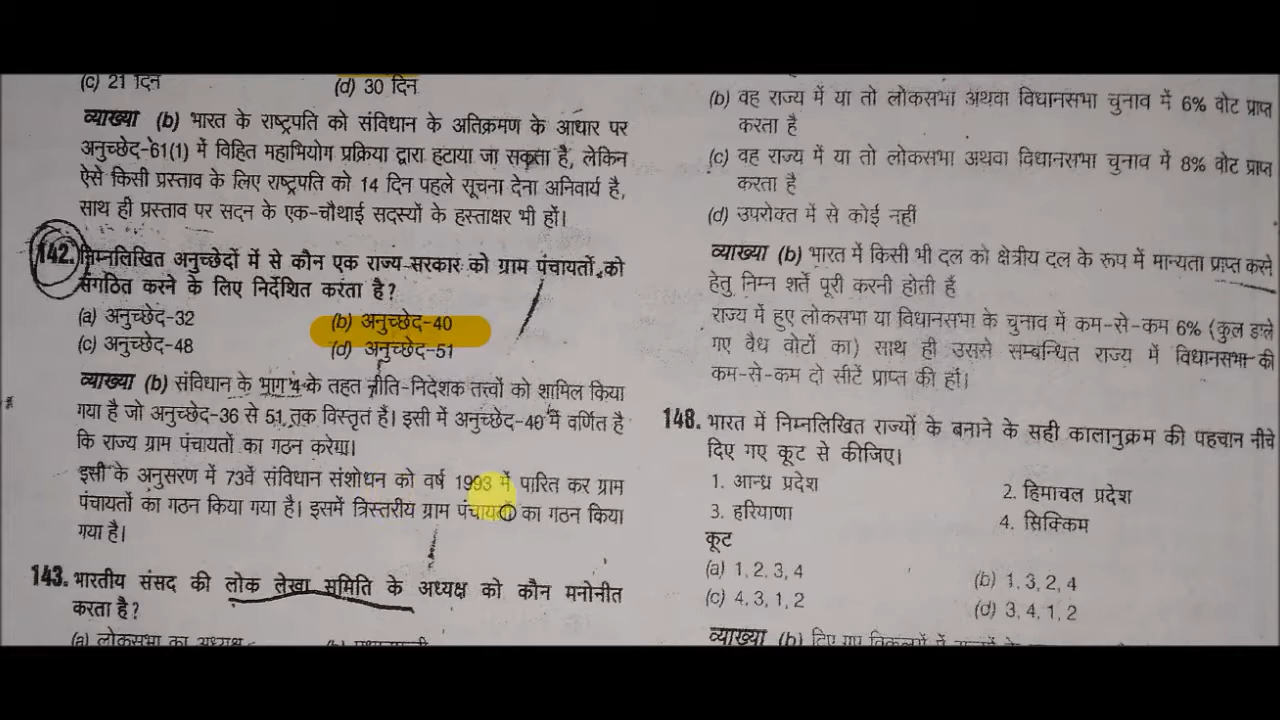 (c) 21 दिन (d) 30 दिन
व्याख्या (b) भारत के राष्ट्रपति को संविधान के अतिक्रमण के आधार पर
अनुच्छेद-61(1) में विहित महाभियोग प्रक्रिया द्वारा हटाया जा सकता है, लेकिन
ऐसे किसी प्रस्ताव के लिए राष्ट्रपति को 14 दिन पहले सूचना देना अनिवार्य है,
साथ ही प्रस्ताव पर सदन के एक-चौथाई सदस्यों के हस्ताक्षर भी हों।
142. निम्नलिखित अनुच्छेदों में से कौन एक राज्य सरकार को ग्राम पंचायतों को
संगठित करने के लिए निर्देशित करता है?
(a) अनुच्छेद-32 (b) अनुच्छेद-40
(c) अनुच्छेद-48 (d) अनुच्छेद-51
व्याख्या (b) संविधान के भाग 4 के तहत नीति-निदेशक तत्त्वों को शामिल किया
गया है जो अनुच्छेद-36 से 51 तक विस्तृत हैं। इसी में अनुच्छेद-40 में वर्णित है
कि राज्य ग्राम पंचायतों का गठन करेगा।
इसी के अनुसरण में 73वें संविधान संशोधन को वर्ष 1993 में पारित कर ग्राम
पंचायतों का गठन किया गया है। इसमें त्रिस्तरीय ग्राम पंचायतों का गठन किया
गया है।
143. भारतीय संसद की लोक लेखा समिति के अध्यक्ष को कौन मनोनीत
करता है?
(a) लोकसभा का अध्यक्ष (b) प्रधानमन्त्री
(b) वह राज्य में या तो लोकसभा अथवा विधानसभा चुनाव में 6% वोट प्राप्त
करता है
(c) वह राज्य में या तो लोकसभा अथवा विधानसभा चुनाव में 8% वोट प्राप्त
करता है
(d) उपरोक्त में से कोई नहीं
व्याख्या (b) भारत में किसी भी दल को क्षेत्रीय दल के रूप में मान्यता प्राप्त करने
हेतु निम्न शर्तें पूरी करनी होती हैं
राज्य में हुए लोकसभा या विधानसभा के चुनाव में कम-से-कम 6% (कुल डाले
गए वैध वोटों का) साथ ही उससे सम्बन्धित राज्य में विधानसभा की
कम-से-कम दो सीटें प्राप्त की हों।
148. भारत में निम्नलिखित राज्यों के बनाने के सही कालानुक्रम की पहचान नीचे
दिए गए कूट से कीजिए।
1. आन्ध्र प्रदेश 2. हिमाचल प्रदेश
3. हरियाणा 4. सिक्किम
कूट
(a) 1, 2, 3, 4 (b) 1, 3, 2, 4
(c) 4, 3, 1, 2 (d) 3, 4, 1, 2
व्याख्या (b) दिए गए विकल्पों में राज्यों के